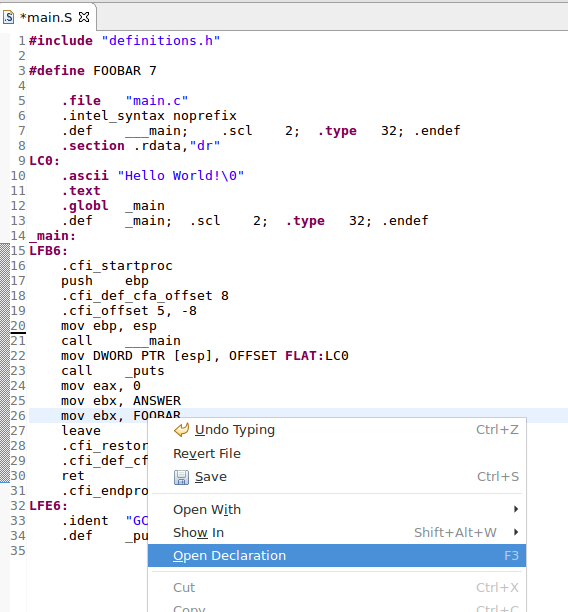 *main.S
1 #include "definitions.h"
2
3 #define FOOBAR 7
4
5 .file "main.c"
6 .intel_syntax noprefix
7 .def ___main; .scl 2; .type 32; .endef
8 .section .rdata,"dr"
9 LC0:
10 .ascii "Hello World!\0"
11 .text
12 .globl _main
13 .def _main; .scl 2; .type 32; .endef
14 _main:
15 LFB6:
16 .cfi_startproc
17 push ebp
18 .cfi_def_cfa_offset 8
19 .cfi_offset 5, -8
20 mov ebp, esp
21 call ___main
22 mov DWORD PTR [esp], OFFSET FLAT:LC0
23 call _puts
24 mov eax, 0
25 mov ebx, ANSWER
26 mov ebx, FOOBAR
27 leave
28 .cfi_restor
29 .cfi_def_cf
30 ret
31 .cfi_endpro
32 LFE6:
33 .ident "GC
34 .def _pu
35
Undo Typing Ctrl+Z
Revert File
Save Ctrl+S
Open With
Show In Shift+Alt+W
Open Declaration F3
Cut Ctrl+X
Copy Ctrl+C